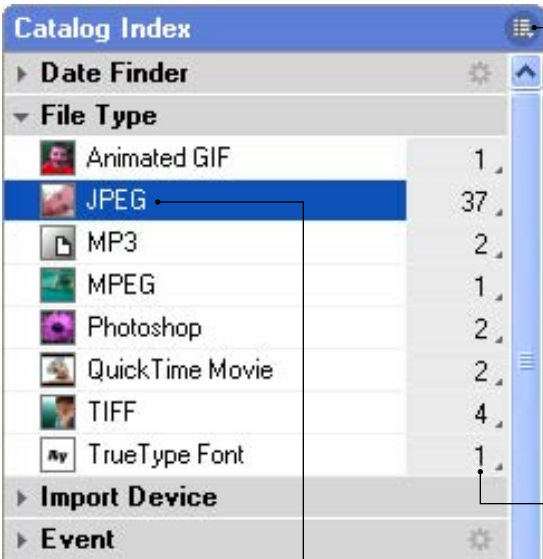 Catalog Index
Date Finder
File Type
Animated GIF 1
JPEG 37
MP3 2
MPEG 1
Photoshop 2
QuickTime Movie 2
TIFF 4
Ay TrueType Font 1
Import Device
Event